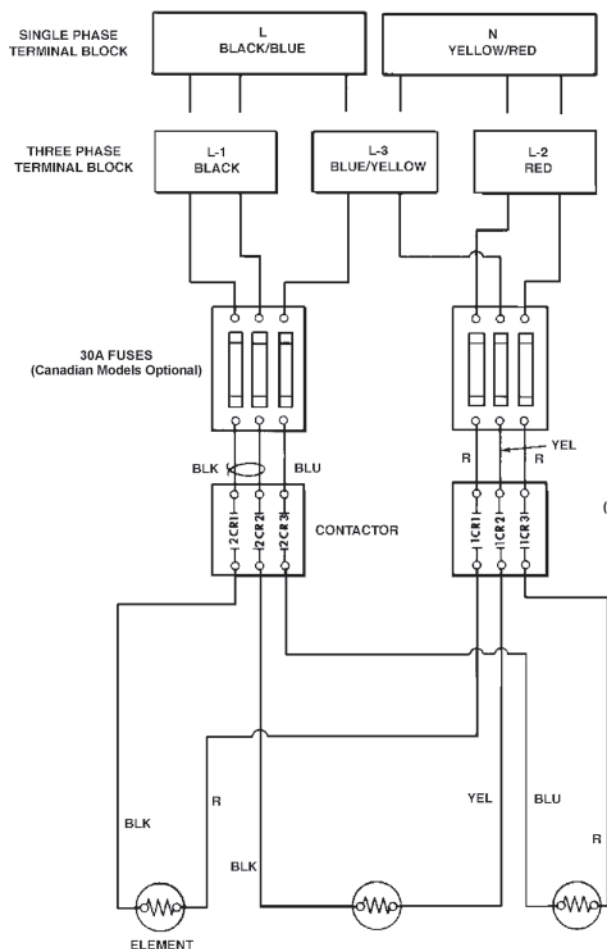 SINGLE PHASE
TERMINAL BLOCK
L
BLACK/BLUE
N
YELLOW/RED
THREE PHASE
TERMINAL BLOCK
L-1
BLACK
L-3
BLUE/YELLOW
L-2
RED
30A FUSES
(Canadian Models Optional)
BLK
BLU
R
R
YEL
2CR1
2CR2
2CR3
CONTACTOR
1CR1
1CR2
1CR3
(
BLK
R
BLK
YEL
BLU
R
ELEMENT